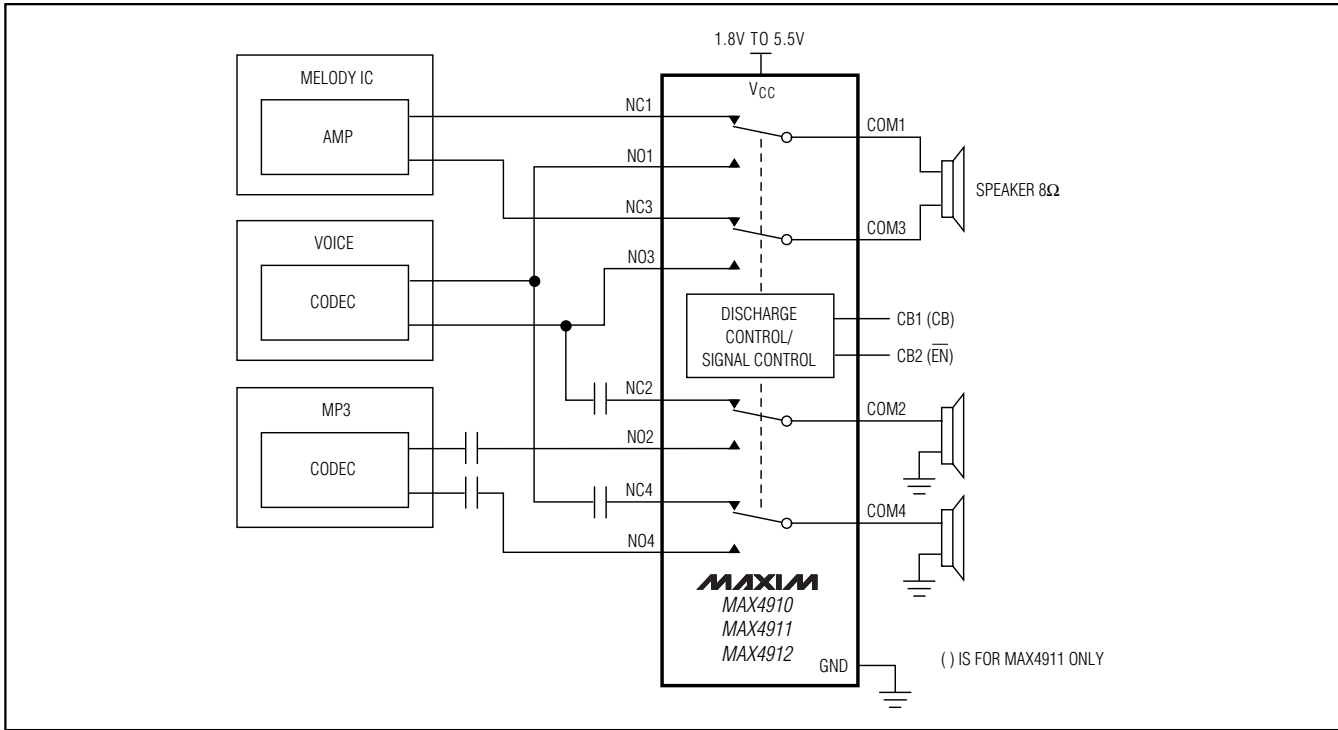 1.8V TO 5.5V
VCC
MELODY IC
AMP
NC1
NO1
NC3
NO3
COM1
COM3
SPEAKER 8Ω
VOICE
CODEC
DISCHARGE
CONTROL/
SIGNAL CONTROL
CB1 (CB)
CB2 (E̅N̅)
MP3
CODEC
NC2
NO2
NC4
NO4
COM2
COM4
MAXIM
MAX4910
MAX4911
MAX4912
GND
( ) IS FOR MAX4911 ONLY